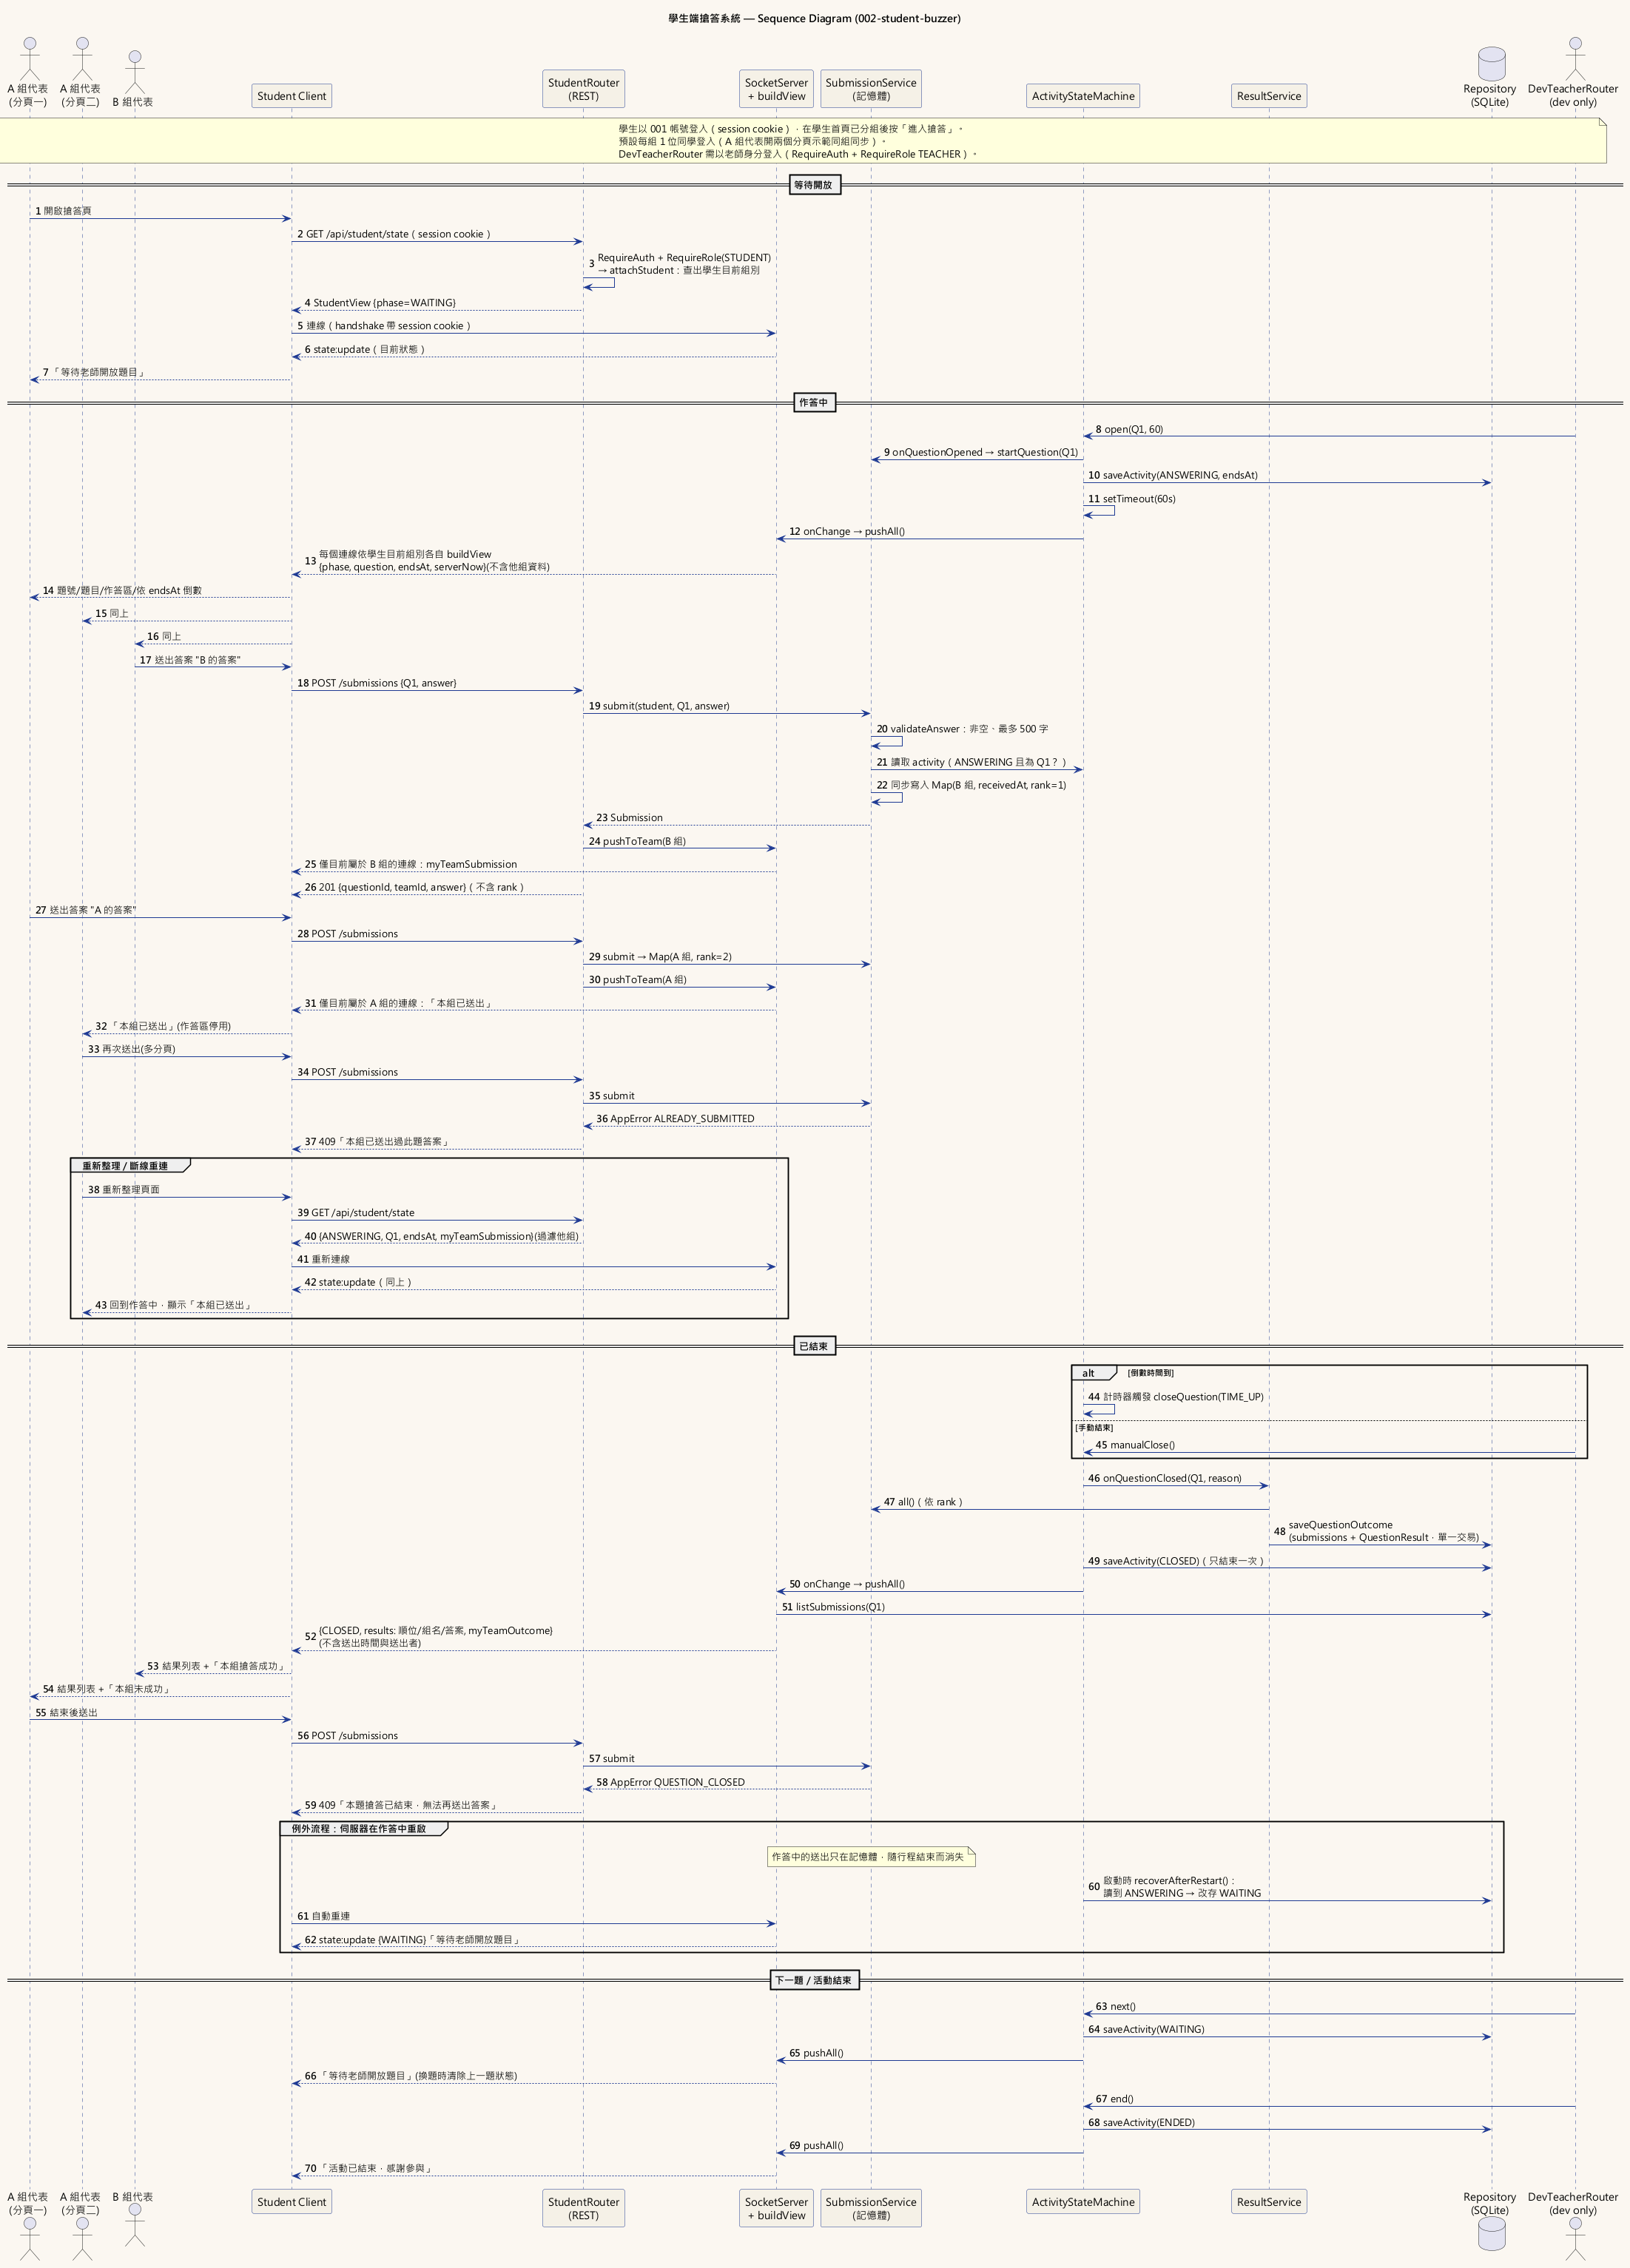 學生端搶答系統 — Sequence Diagram (002-student-buzzer)
A 組代表
(分頁一)
A 組代表
(分頁二)
B 組代表
Student Client
StudentRouter
(REST)
SocketServer
+ buildView
SubmissionService
(記憶體)
ActivityStateMachine
ResultService
Repository
(SQLite)
DevTeacherRouter
(dev only)
學生以 001 帳號登入（session cookie），在學生首頁已分組後按「進入搶答」。
預設每組 1 位同學登入（A 組代表開兩個分頁示範同組同步）。
DevTeacherRouter 需以老師身分登入（RequireAuth + RequireRole TEACHER）。
等待開放
1 開啟搶答頁
2 GET /api/student/state（session cookie）
3 RequireAuth + RequireRole(STUDENT)
→ attachStudent：查出學生目前組別
4 StudentView {phase=WAITING}
5 連線（handshake 帶 session cookie）
6 state:update（目前狀態）
7 「等待老師開放題目」
作答中
8 open(Q1, 60)
9 onQuestionOpened → startQuestion(Q1)
10 saveActivity(ANSWERING, endsAt)
11 setTimeout(60s)
12 onChange → pushAll()
13 每個連線依學生目前組別各自 buildView
{phase, question, endsAt, serverNow}(不含他組資料)
14 題號/題目/作答區/依 endsAt 倒數
15 同上
16 同上
17 送出答案 "B 的答案"
18 POST /submissions {Q1, answer}
19 submit(student, Q1, answer)
20 validateAnswer：非空、最多 500 字
21 讀取 activity（ANSWERING 且為 Q1？）
22 同步寫入 Map(B 組, receivedAt, rank=1)
23 Submission
24 pushToTeam(B 組)
25 僅目前屬於 B 組的連線：myTeamSubmission
26 201 {questionId, teamId, answer}（不含 rank）
27 送出答案 "A 的答案"
28 POST /submissions
29 submit → Map(A 組, rank=2)
30 pushToTeam(A 組)
31 僅目前屬於 A 組的連線：「本組已送出」
32 「本組已送出」(作答區停用)
33 再次送出(多分頁)
34 POST /submissions
35 submit
36 AppError ALREADY_SUBMITTED
37 409「本組已送出過此題答案」
重新整理 / 斷線重連
38 重新整理頁面
39 GET /api/student/state
40 {ANSWERING, Q1, endsAt, myTeamSubmission}(過濾他組)
41 重新連線
42 state:update（同上）
43 回到作答中，顯示「本組已送出」
已結束
alt [倒數時間到]
44 計時器觸發 closeQuestion(TIME_UP)
[手動結束]
45 manualClose()
46 onQuestionClosed(Q1, reason)
47 all()（依 rank）
48 saveQuestionOutcome
(submissions + QuestionResult，單一交易)
49 saveActivity(CLOSED)（只結束一次）
50 onChange → pushAll()
51 listSubmissions(Q1)
52 {CLOSED, results: 順位/組名/答案, myTeamOutcome}
(不含送出時間與送出者)
53 結果列表 +「本組搶答成功」
54 結果列表 +「本組未成功」
55 結束後送出
56 POST /submissions
57 submit
58 AppError QUESTION_CLOSED
59 409「本題搶答已結束，無法再送出答案」
例外流程：伺服器在作答中重啟
作答中的送出只在記憶體，隨行程結束而消失
60 啟動時 recoverAfterRestart()：
讀到 ANSWERING → 改存 WAITING
61 自動重連
62 state:update {WAITING}「等待老師開放題目」
下一題 / 活動結束
63 next()
64 saveActivity(WAITING)
65 pushAll()
66 「等待老師開放題目」(換題時清除上一題狀態)
67 end()
68 saveActivity(ENDED)
69 pushAll()
70 「活動已結束，感謝參與」
A 組代表
(分頁一)
A 組代表
(分頁二)
B 組代表
Student Client
StudentRouter
(REST)
SocketServer
+ buildView
SubmissionService
(記憶體)
ActivityStateMachine
ResultService
Repository
(SQLite)
DevTeacherRouter
(dev only)